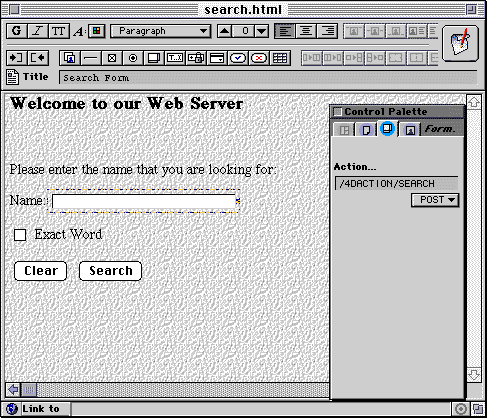 search.html
G I TT A: Paragraph 0
T..
Title Search Form
Welcome to our Web Server
Control Palette
Form.
Please enter the name that you are looking for:
Action...
/4DACTION/SEARCH
POST
Name:
Exact Word
Clear Search
Link to